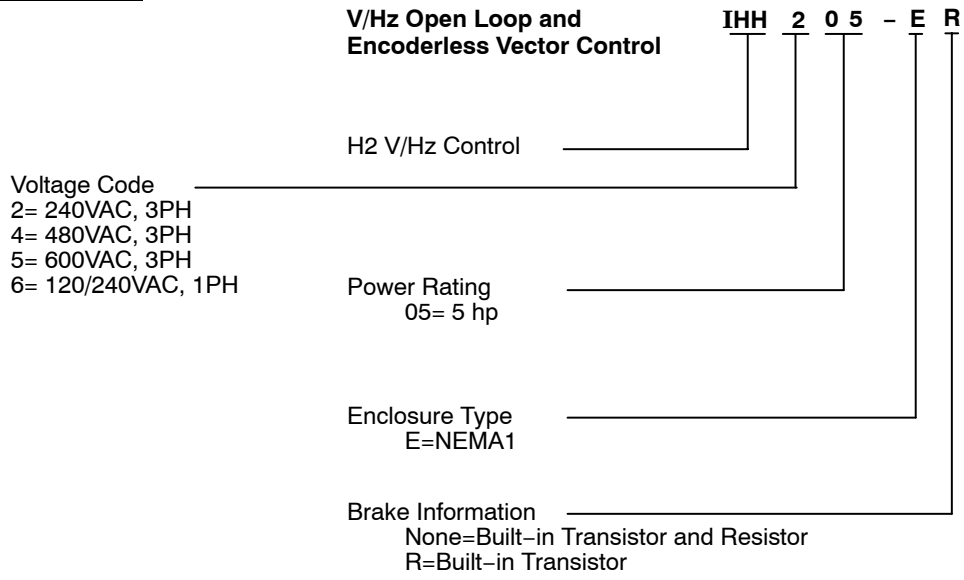 V/Hz Open Loop and
Encoderless Vector Control
IHH 2 0 5 – E R
H2 V/Hz Control
Voltage Code
2= 240VAC, 3PH
4= 480VAC, 3PH
5= 600VAC, 3PH
6= 120/240VAC, 1PH
Power Rating
05= 5 hp
Enclosure Type
E=NEMA1
Brake Information
None=Built–in Transistor and Resistor
R=Built–in Transistor